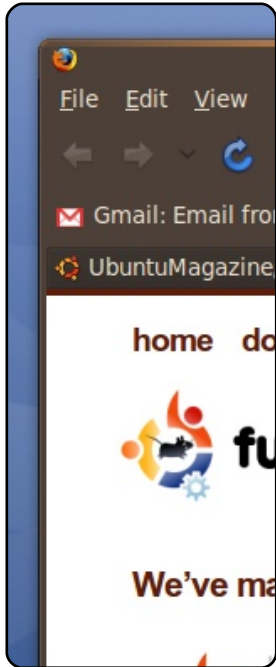 File Edit View
Gmail: Email fro
UbuntuMagazine
home do
fu
We've ma